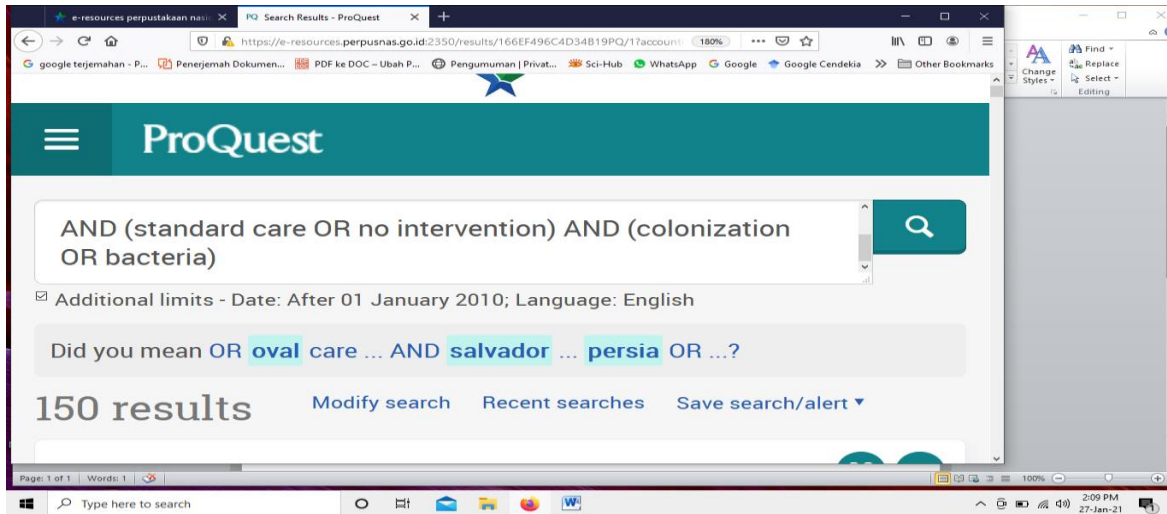 e-resources perpustakaan nasio
PQ Search Results - ProQuest
https://e-resources.perpusnas.go.id:2350/results/166EF496C4D34B19PQ/1?account
180%
google terjemahan - P...
Penerjemah Dokumen...
PDF ke DOC – Ubah P...
Pengumuman | Privat...
Sci-Hub
WhatsApp
Google
Google Cendekia
Other Bookmarks
Change Styles
Find
Replace
Select
Editing
ProQuest
AND (standard care OR no intervention) AND (colonization
OR bacteria)
Additional limits - Date: After 01 January 2010; Language: English
Did you mean OR oval care ... AND salvador ... persia OR ...?
150 results
Modify search
Recent searches
Save search/alert
Page: 1 of 1
Words: 1
100%
Type here to search
2:09 PM
27-Jan-21